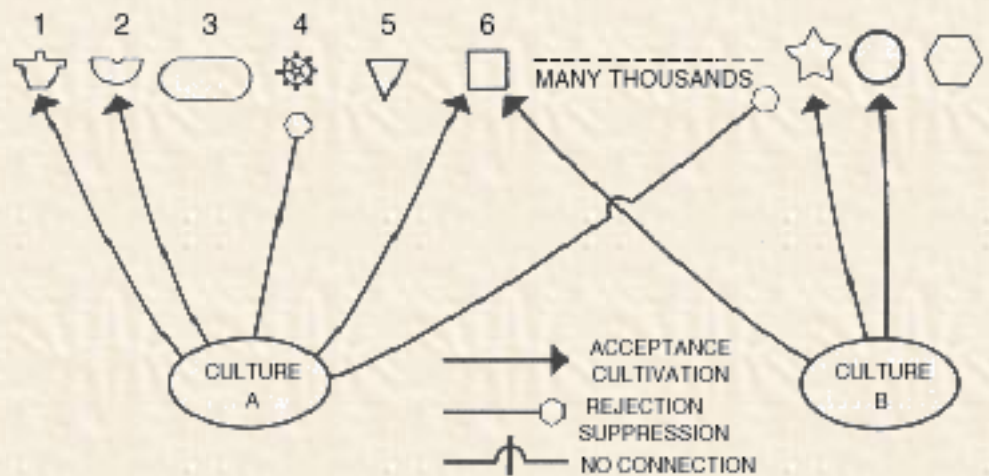 1 2 3 4 5 6
MANY THOUSANDS
CULTURE
A
ACCEPTANCE
CULTIVATION
REJECTION
SUPPRESSION
NO CONNECTION
CULTURE
B